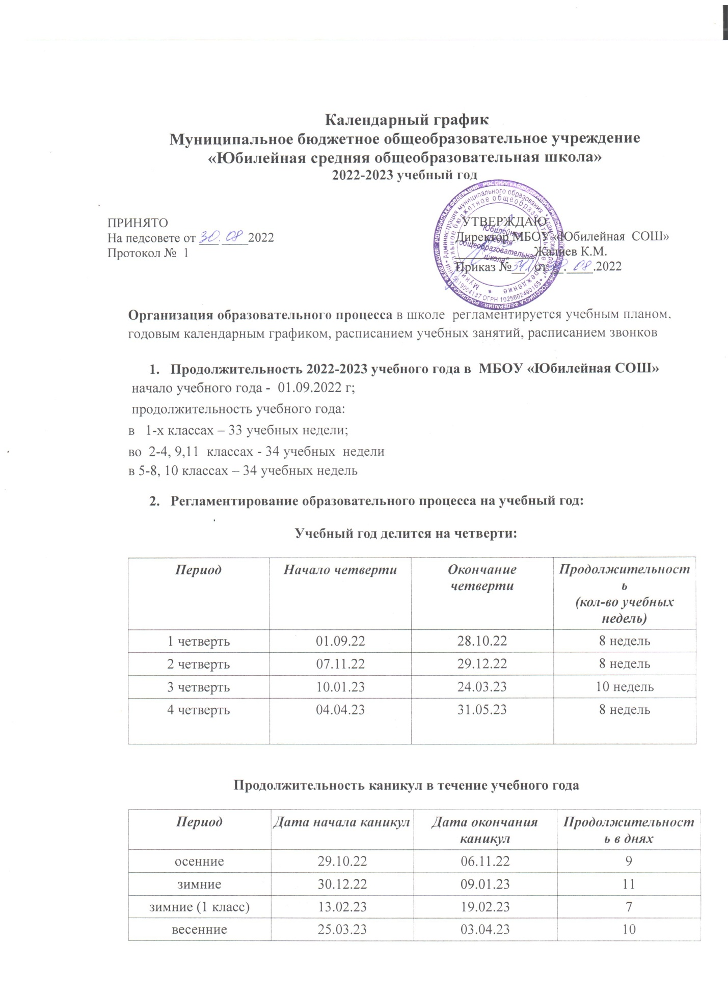 Календарный график
Муниципальное бюджетное общеобразовательное учреждение
«Юбилейная средняя общеобразовательная школа»
2022-2023 учебный год
ПРИНЯТО
На педсовете от 30.08 2022
Протокол № 1
УТВЕРЖДАЮ
Директор МБОУ «Юбилейная СОШ»
Жалиев К.М.
Приказ № от . 08 .2022
РОССИЙСКАЯ ФЕДЕРАЦИЯ
Администрация муниципального образования "Адамовский район"
ИНН 5619004137 ОГРН 1025602490165
Муниципальное бюджетное общеобразовательное учреждение
"Юбилейная
средняя
общеобразовательная
школа"
Организация образовательного процесса в школе регламентируется учебным планом,
годовым календарным графиком, расписанием учебных занятий, расписанием звонков
1. Продолжительность 2022-2023 учебного года в МБОУ «Юбилейная СОШ»
начало учебного года - 01.09.2022 г;
продолжительность учебного года:
в 1-х классах – 33 учебных недели;
во 2-4, 9,11 классах - 34 учебных недели
в 5-8, 10 классах – 34 учебных недель
2. Регламентирование образовательного процесса на учебный год:
Учебный год делится на четверти:
Период Начало четверти Окончание Продолжительност
четверти ь
(кол-во учебных
недель)
1 четверть 01.09.22 28.10.22 8 недель
2 четверть 07.11.22 29.12.22 8 недель
3 четверть 10.01.23 24.03.23 10 недель
4 четверть 04.04.23 31.05.23 8 недель
Продолжительность каникул в течение учебного года
Период Дата начала каникул Дата окончания Продолжительност
каникул ь в днях
осенние 29.10.22 06.11.22 9
зимние 30.12.22 09.01.23 11
зимние (1 класс) 13.02.23 19.02.23 7
весенние 25.03.23 03.04.23 10